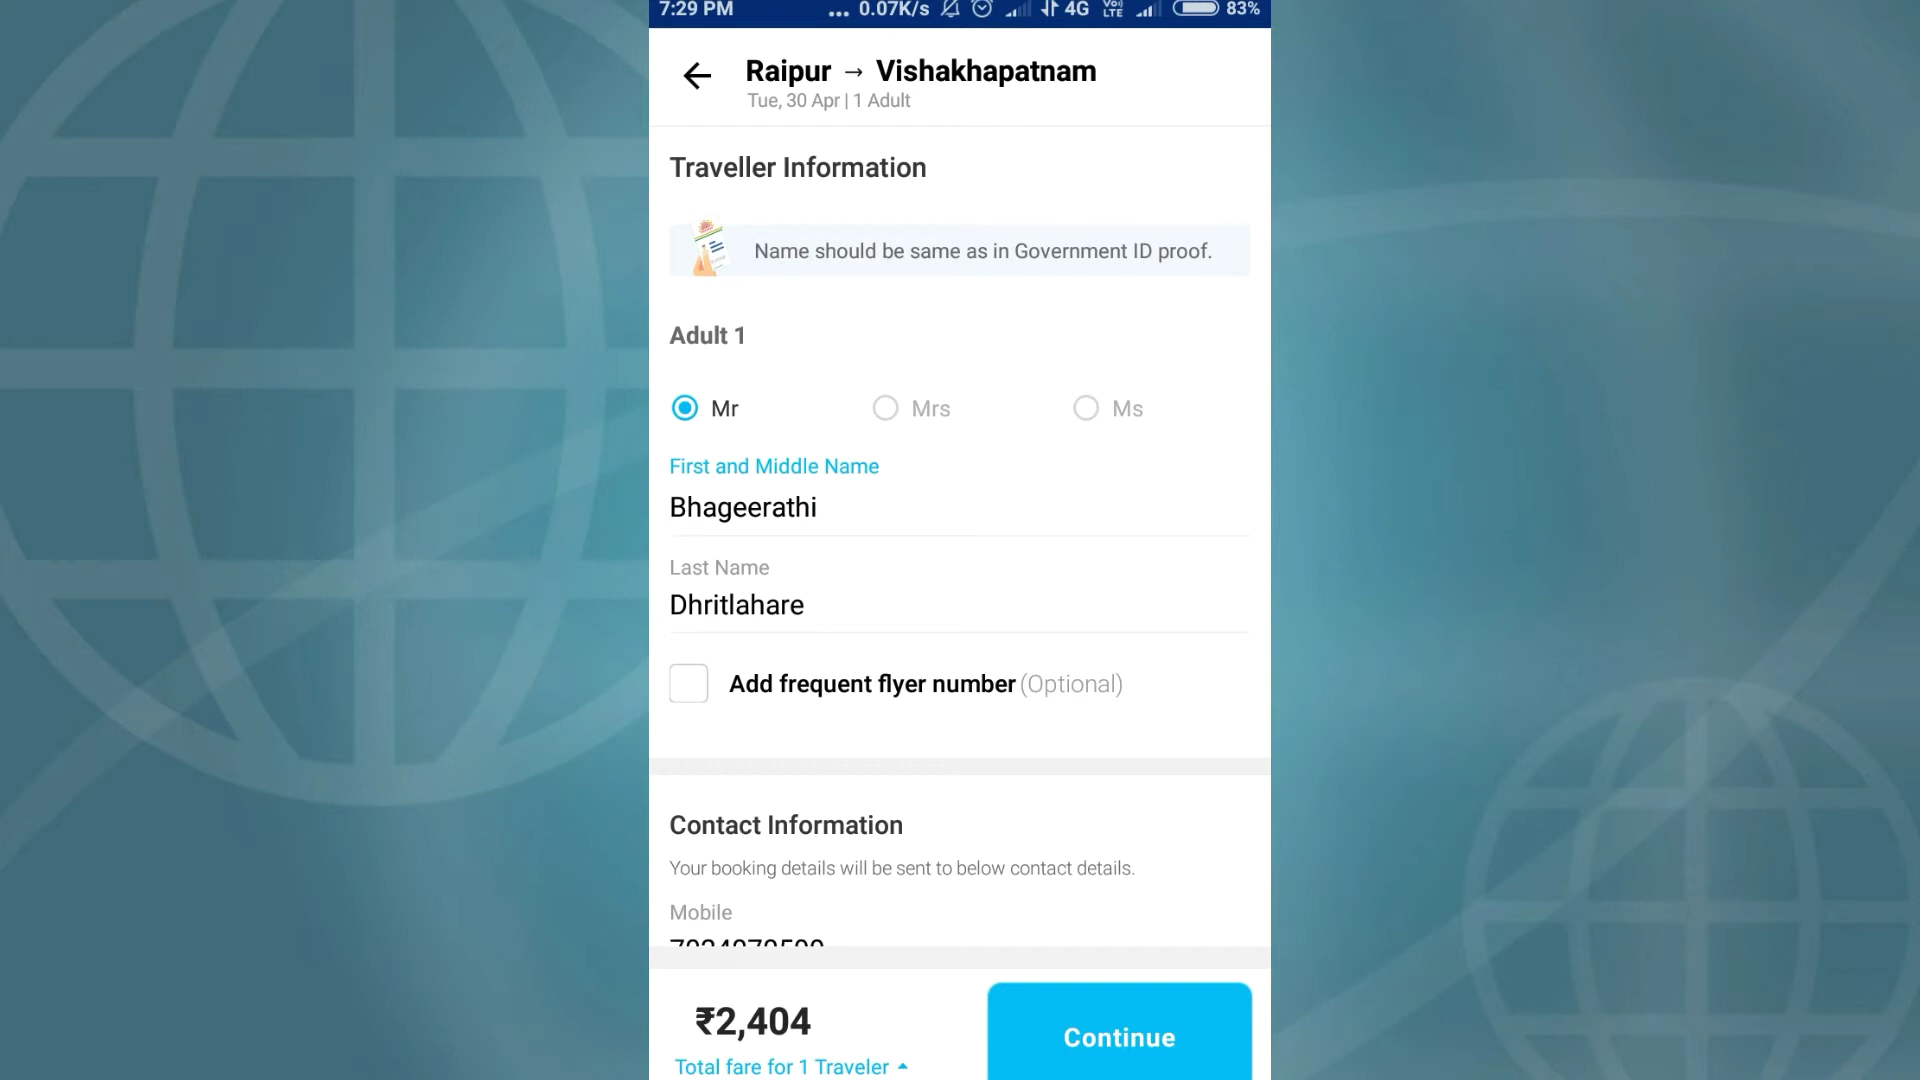 7:29 PM ... 0.07K/s 4G VoLTE 83%
Raipur → Vishakhapatnam
Tue, 30 Apr | 1 Adult
Traveller Information
Name should be same as in Government ID proof.
Adult 1
Mr Mrs Ms
First and Middle Name
Bhageerathi
Last Name
Dhritlahare
Add frequent flyer number (Optional)
Contact Information
Your booking details will be sent to below contact details.
Mobile
₹2,404
Continue
Total fare for 1 Traveler